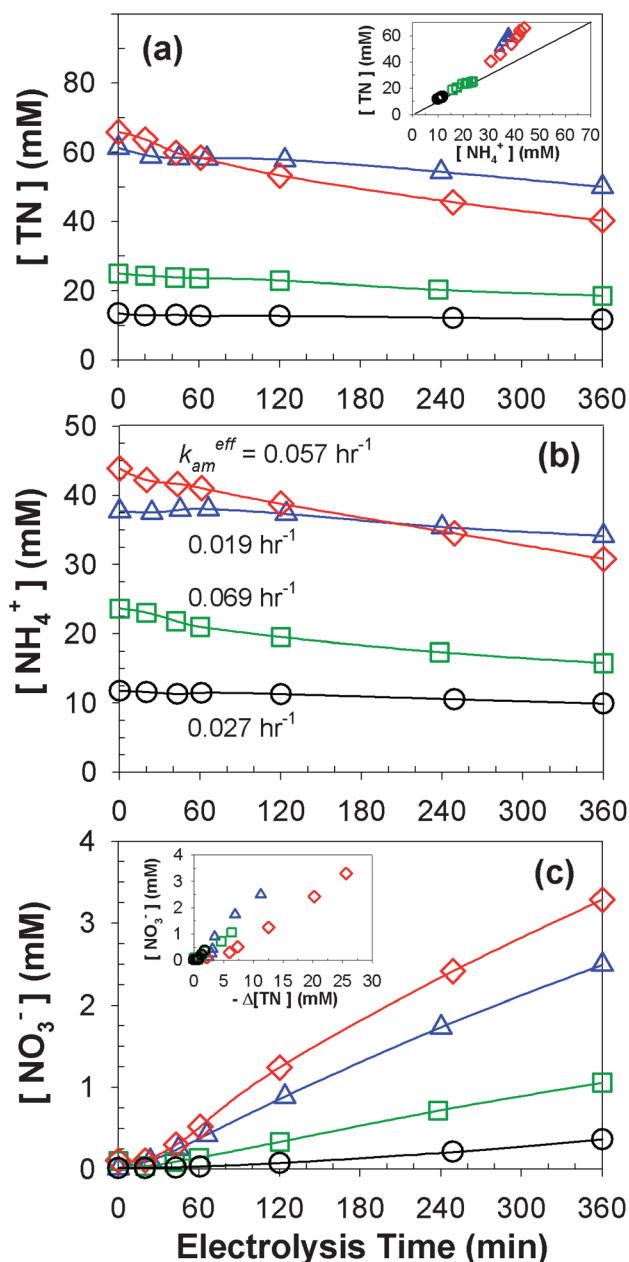 (a)
[ TN ] (mM)
100
80
60
40
20
0
0 60 120 180 240 300 360
[ TN ] (mM)
60
40
20
0
0 10 20 30 40 50 60 70
[ NH₄⁺ ] (mM)
(b)
[ NH₄⁺ ] (mM)
50
40
30
20
10
0
k_am^eff = 0.057 hr⁻¹
0.019 hr⁻¹
0.069 hr⁻¹
0.027 hr⁻¹
0 60 120 180 240 300 360
(c)
[ NO₃⁻ ] (mM)
4
3
2
1
0
[ NO₃⁻ ] (mM)
4
3
2
1
0
0 5 10 15 20 25 30
- Δ[TN ] (mM)
0 60 120 180 240 300 360
Electrolysis Time (min)